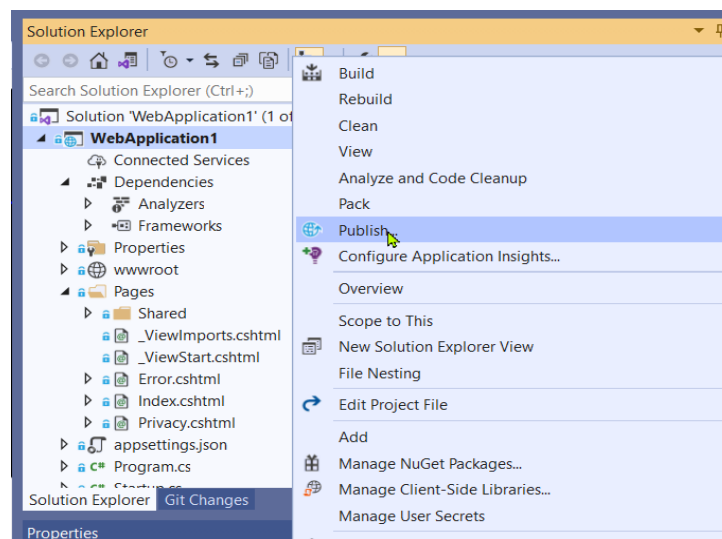 Solution Explorer
Search Solution Explorer (Ctrl+;)
Solution 'WebApplication1' (1 of
WebApplication1
Connected Services
Dependencies
Analyzers
Frameworks
Properties
wwwroot
Pages
Shared
_ViewImports.cshtml
_ViewStart.cshtml
Error.cshtml
Index.cshtml
Privacy.cshtml
appsettings.json
C# Program.cs
C# Startup.cs
Solution Explorer Git Changes
Properties
Build
Rebuild
Clean
View
Analyze and Code Cleanup
Pack
Publish...
Configure Application Insights...
Overview
Scope to This
New Solution Explorer View
File Nesting
Edit Project File
Add
Manage NuGet Packages...
Manage Client-Side Libraries...
Manage User Secrets